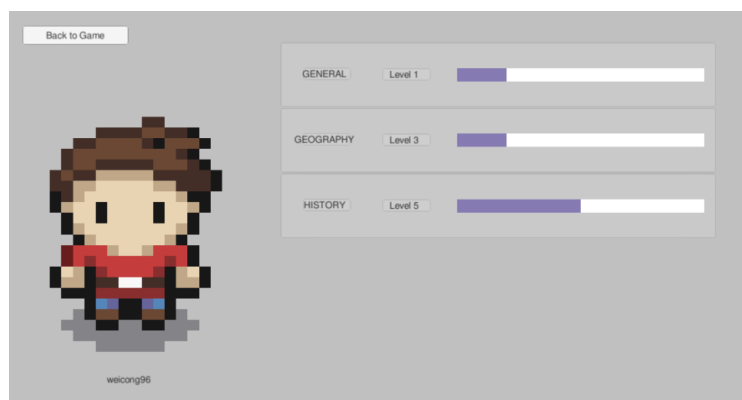 Back to Game
GENERAL Level 1
GEOGRAPHY Level 3
HISTORY Level 5
weicong96